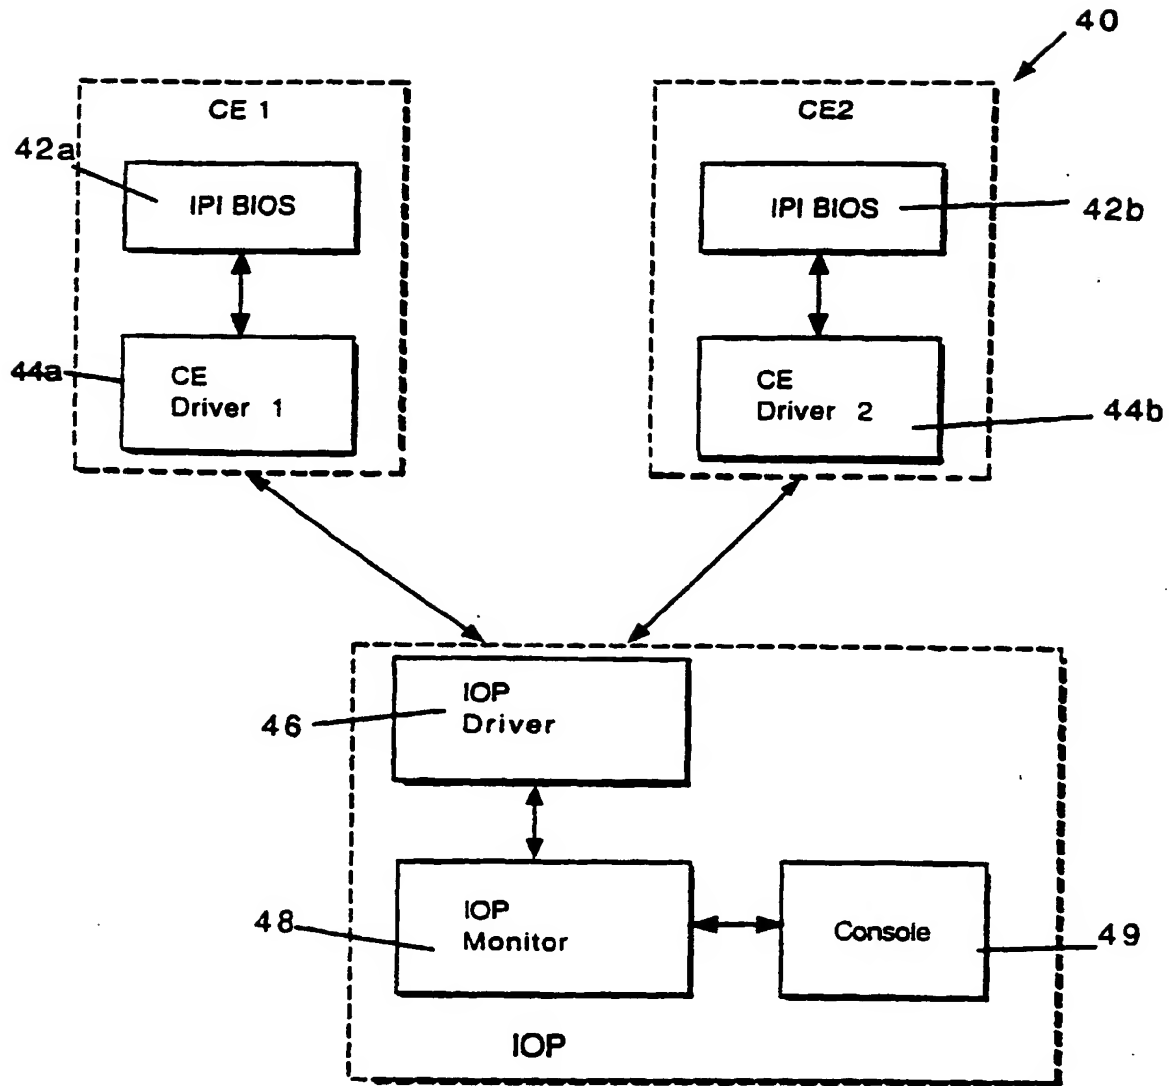 40
CE 1
CE2
42a
IPI BIOS
IPI BIOS
42b
44a
CE
Driver 1
CE
Driver 2
44b
46
IOP
Driver
48
IOP
Monitor
Console
49
IOP